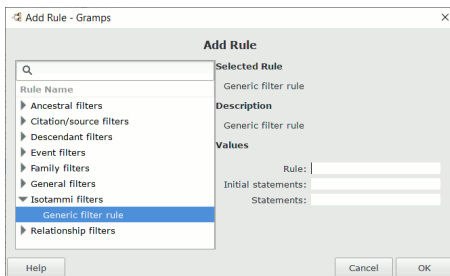 Add Rule - Gramps
Add Rule
Rule Name
Ancestral filters
Citation/source filters
Descendant filters
Event filters
Family filters
General filters
Isotammi filters
Generic filter rule
Relationship filters
Selected Rule
Generic filter rule
Description
Generic filter rule
Values
Rule:
Initial statements:
Statements:
Help
Cancel
OK